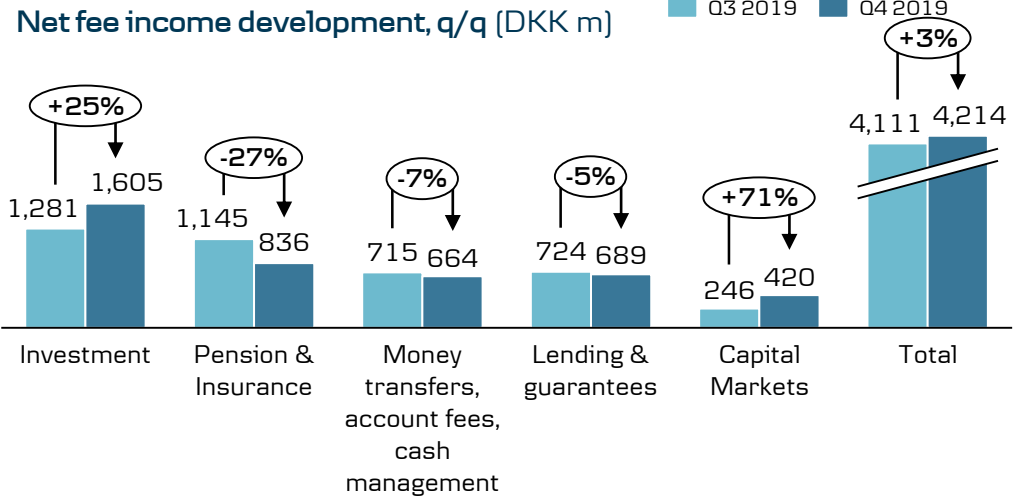 Net fee income development, q/q (DKK m)
Q3 2019
Q4 2019
+25%
1,281
1,605
-27%
1,145
836
-7%
715
664
-5%
724
689
+71%
246
420
+3%
4,111
4,214
Investment
Pension &
Insurance
Money
transfers,
account fees,
cash
management
Lending &
guarantees
Capital
Markets
Total